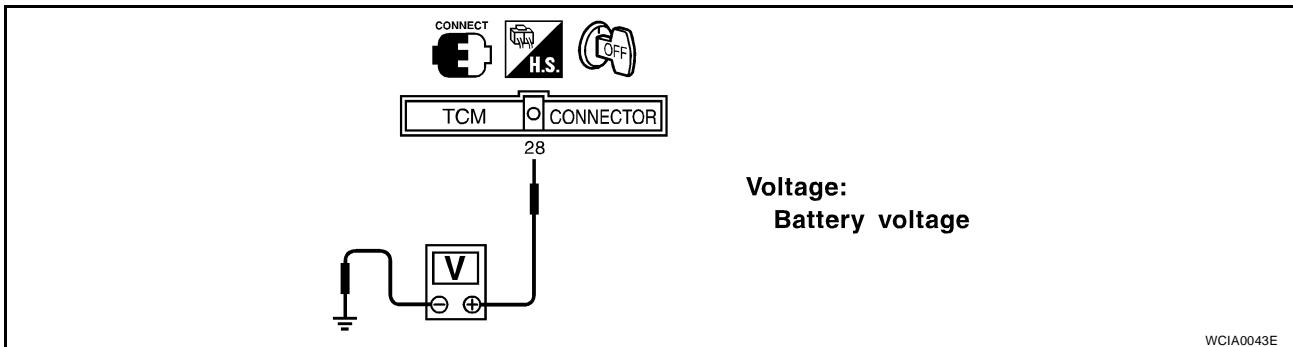 CONNECT
H.S.
OFF
TCM
CONNECTOR
28
Voltage:
Battery voltage
V
WCIA0043E